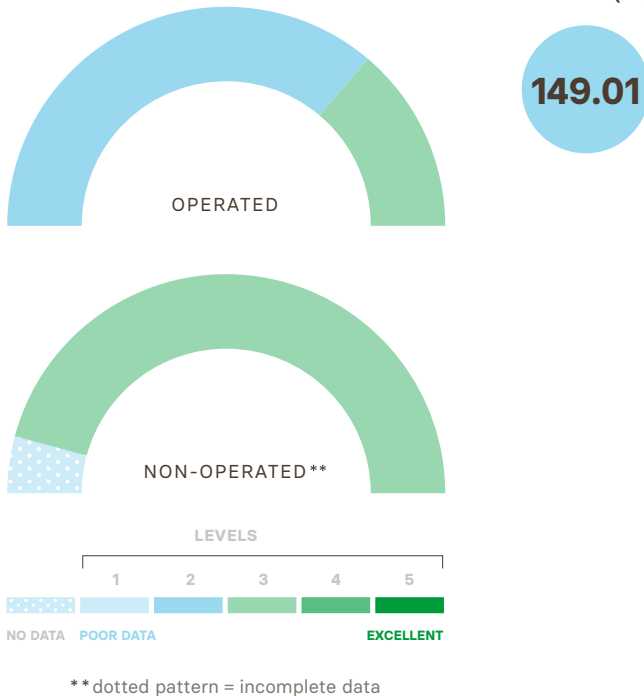 149.01
OPERATED
NON-OPERATED**
LEVELS
1 2 3 4 5
NO DATA POOR DATA EXCELLENT
**dotted pattern = incomplete data